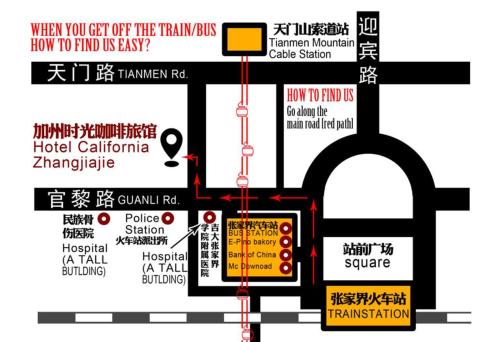 WHEN YOU GET OFF THE TRAIN/BUS
HOW TO FIND US EASY?
天门山索道站
Tianmen Mountain
Cable Station
迎宾路
天门路 TIANMEN Rd.
HOW TO FIND US
Go along the
main road (red path)
加州时光咖啡旅馆
Hotel California
Zhangjiajie
官黎路 GUANLI Rd.
民族骨
伤医院
Hospital
(A TALL
BUTLDING)
Police
Station
火车站派出所
Hospital
(A TALL
BUTLDING)
吉大张家界
学院附属医院
张家界汽车站
BUS STATION
E-Pino bakory
Bank of China
Mc Downoad
站前广场
square
张家界火车站
TRAINSTATION